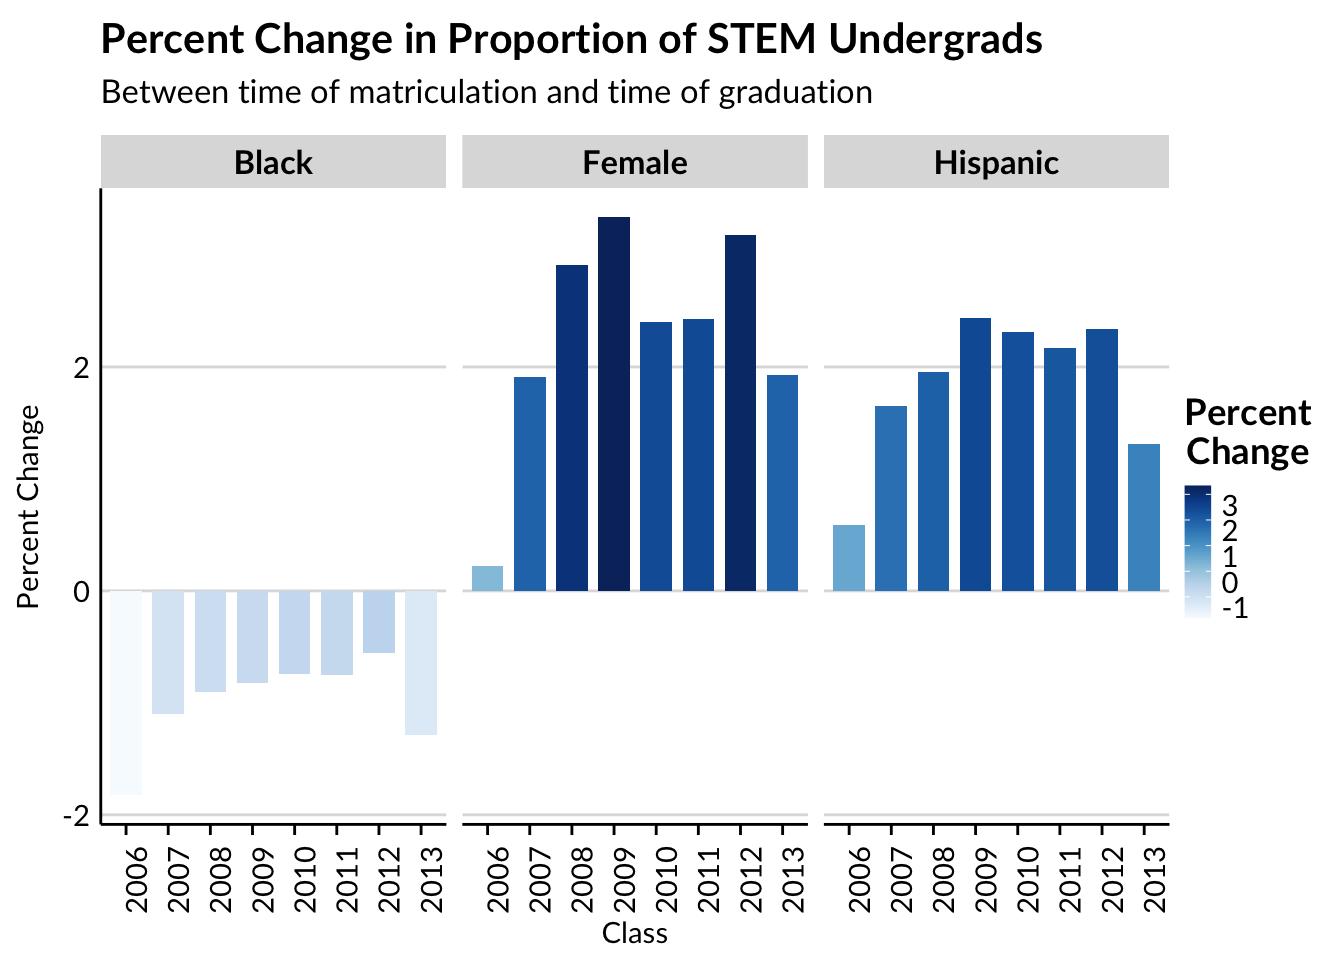 Percent Change in Proportion of STEM Undergrads
Between time of matriculation and time of graduation
Black
Female
Hispanic
Percent Change
2
0
-2
2006 2007 2008 2009 2010 2011 2012 2013
2006 2007 2008 2009 2010 2011 2012 2013
2006 2007 2008 2009 2010 2011 2012 2013
Class
Percent
Change
3
2
1
0
-1